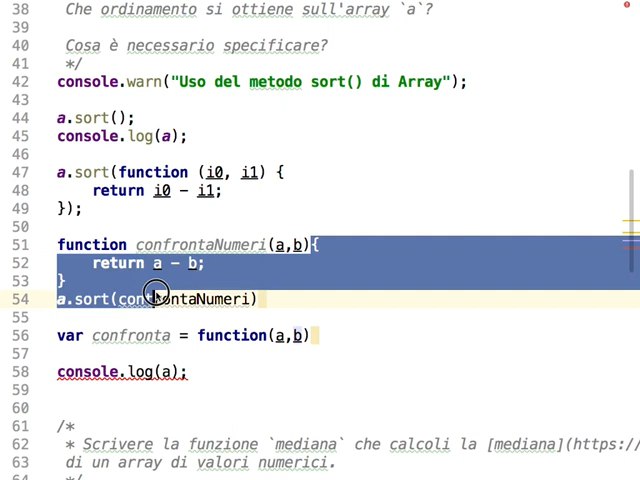 38 Che ordinamento si ottiene sull'array `a`?
39
40 Cosa è necessario specificare?
41 */
42 console.warn("Uso del metodo sort() di Array");
43
44 a.sort();
45 console.log(a);
46
47 a.sort(function (i0, i1) {
48 return i0 - i1;
49 });
50
51 function confrontaNumeri(a,b){
52 return a - b;
53 }
54 a.sort(confrontaNumeri)
55
56 var confronta = function(a,b)
57
58 console.log(a);
59
60
61 /*
62 * Scrivere la funzione `mediana` che calcoli la [mediana](https:/
63 di un array di valori numerici.
64 */